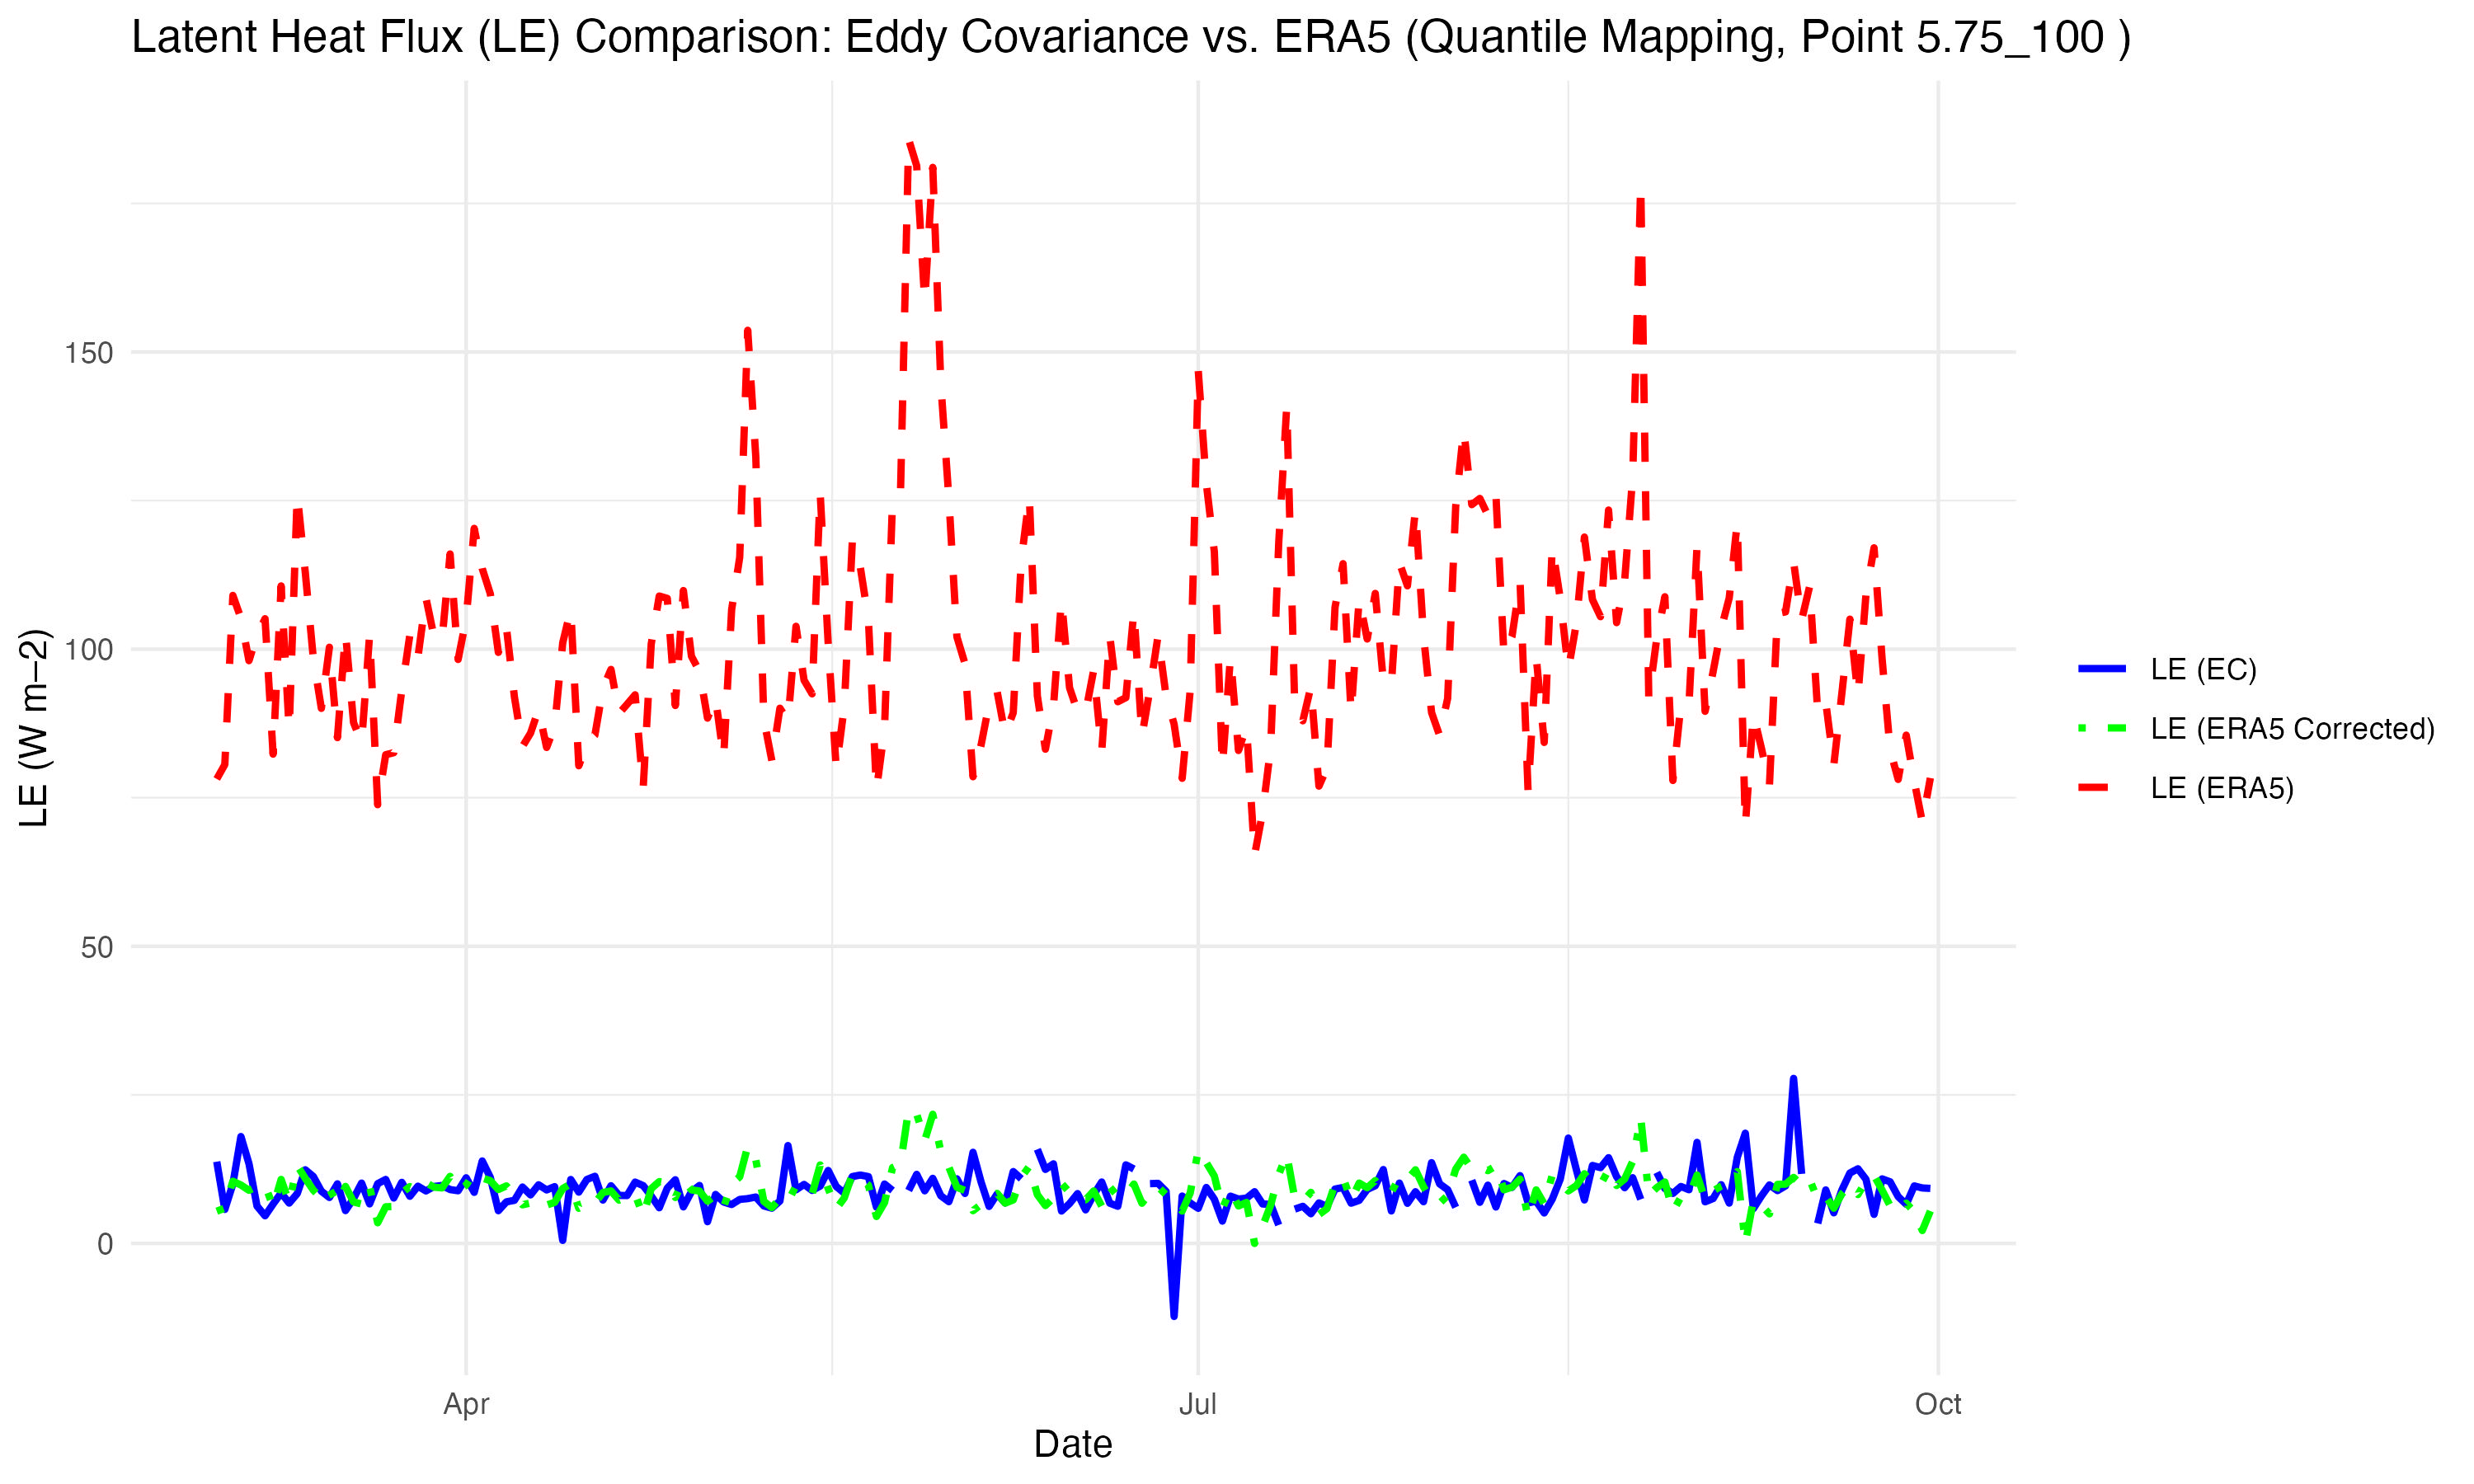 Latent Heat Flux (LE) Comparison: Eddy Covariance vs. ERA5 (Quantile Mapping, Point 5.75_100 )
LE (W m−2)
150
100
50
0
Apr
Jul
Oct
Date
LE (EC)
LE (ERA5 Corrected)
LE (ERA5)